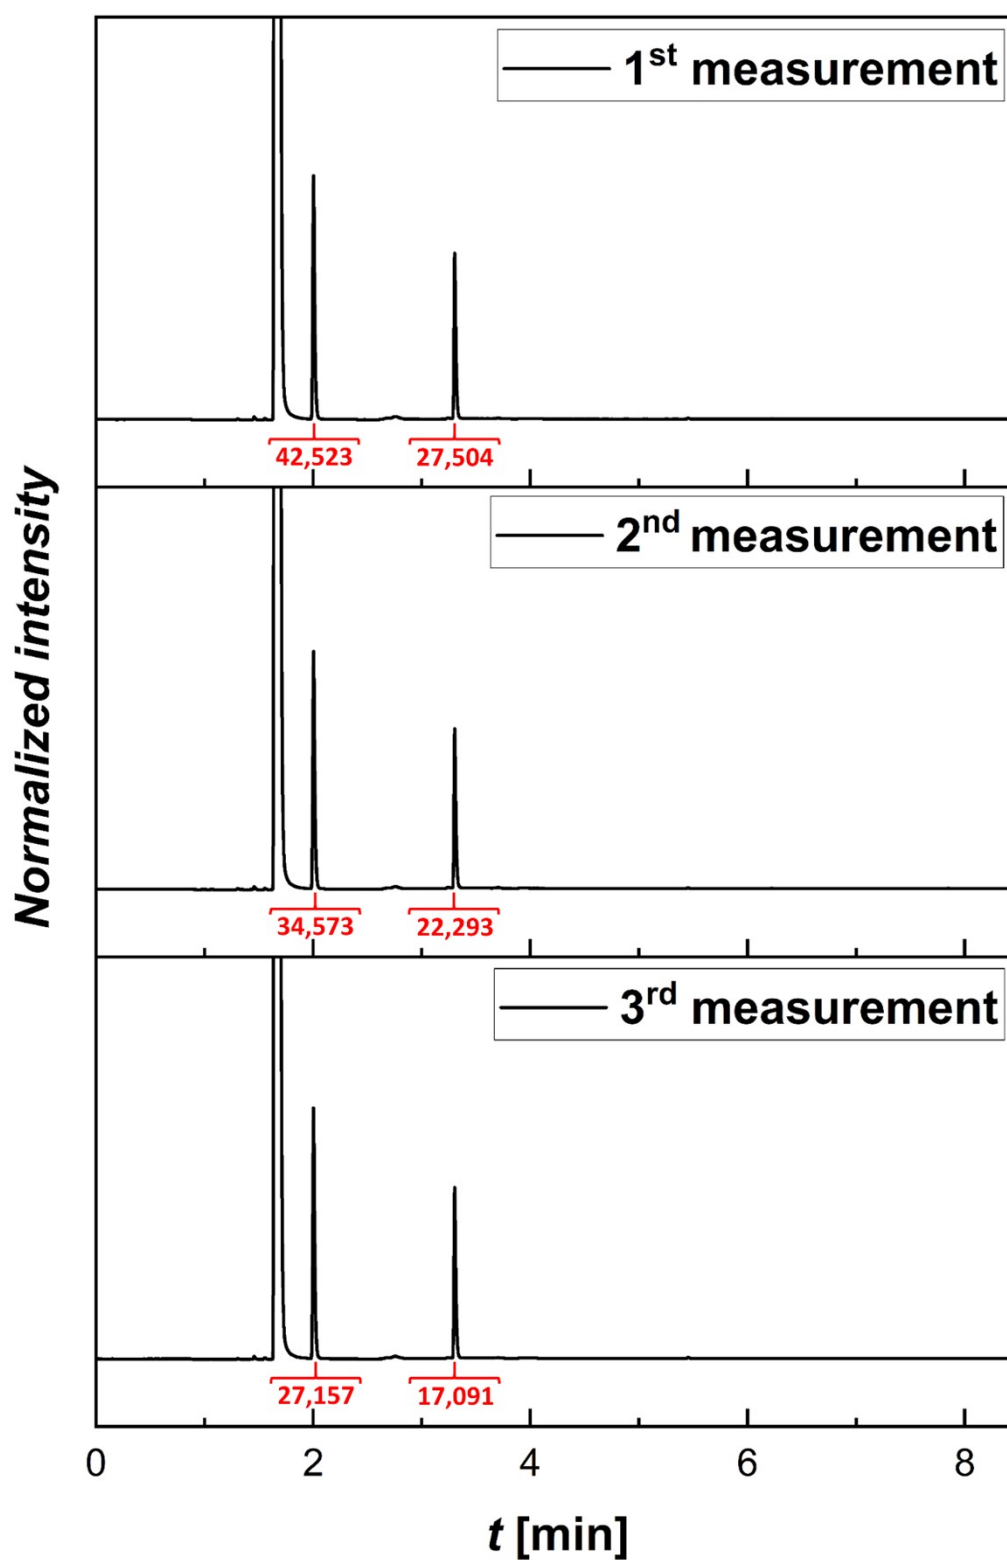 1st measurement
42,523 27,504
Normalized intensity
2nd measurement
34,573 22,293
3rd measurement
27,157 17,091
0 2 4 6 8
t [min]